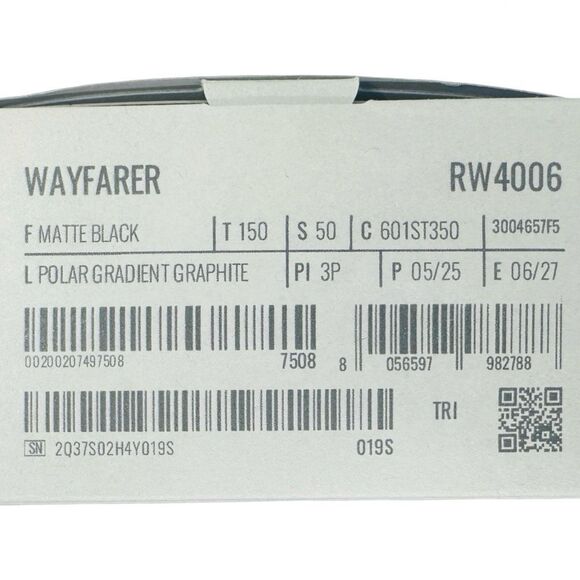 WAYFARER RW4006
F MATTE BLACK T 150 S 50 C 601ST350 3004657F5
L POLAR GRADIENT GRAPHITE PI 3P P 05/25 E 06/27
00200207497508 7508 8 056597 982788
TRI
SN 2Q37S02H4Y019S 019S